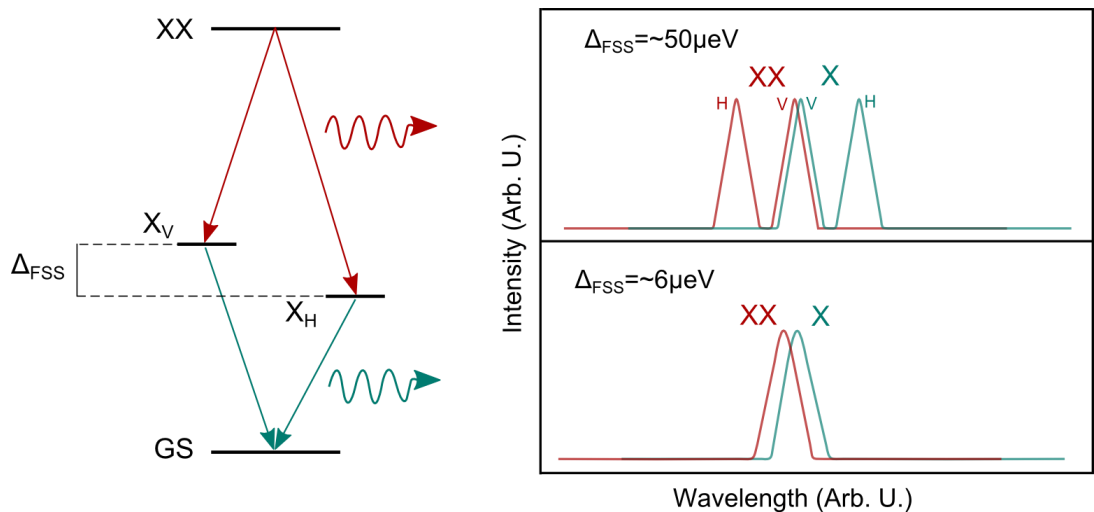 XX
X_V
Δ_FSS
X_H
GS
Δ_FSS=~50μeV
XX X
H V V H
Δ_FSS=~6μeV
XX X
Intensity (Arb. U.)
Wavelength (Arb. U.)